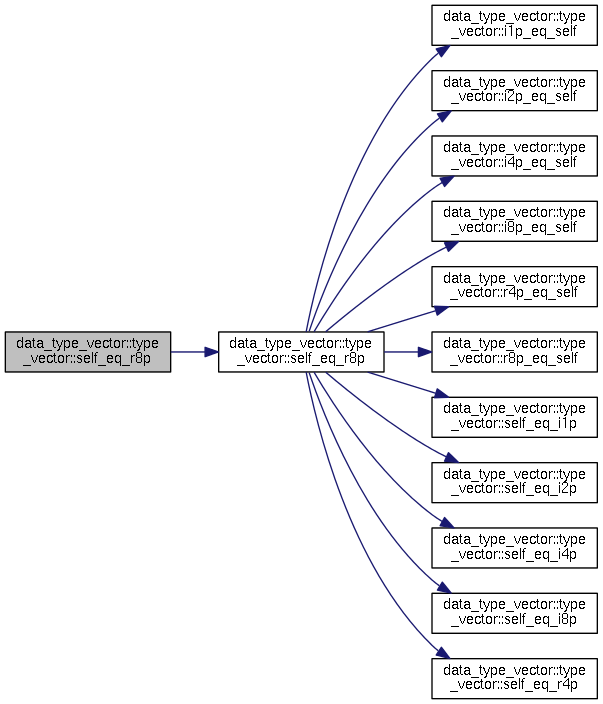 data_type_vector::type
_vector::self_eq_r8p
data_type_vector::type
_vector::self_eq_r8p
data_type_vector::type
_vector::i1p_eq_self
data_type_vector::type
_vector::i2p_eq_self
data_type_vector::type
_vector::i4p_eq_self
data_type_vector::type
_vector::i8p_eq_self
data_type_vector::type
_vector::r4p_eq_self
data_type_vector::type
_vector::r8p_eq_self
data_type_vector::type
_vector::self_eq_i1p
data_type_vector::type
_vector::self_eq_i2p
data_type_vector::type
_vector::self_eq_i4p
data_type_vector::type
_vector::self_eq_i8p
data_type_vector::type
_vector::self_eq_r4p